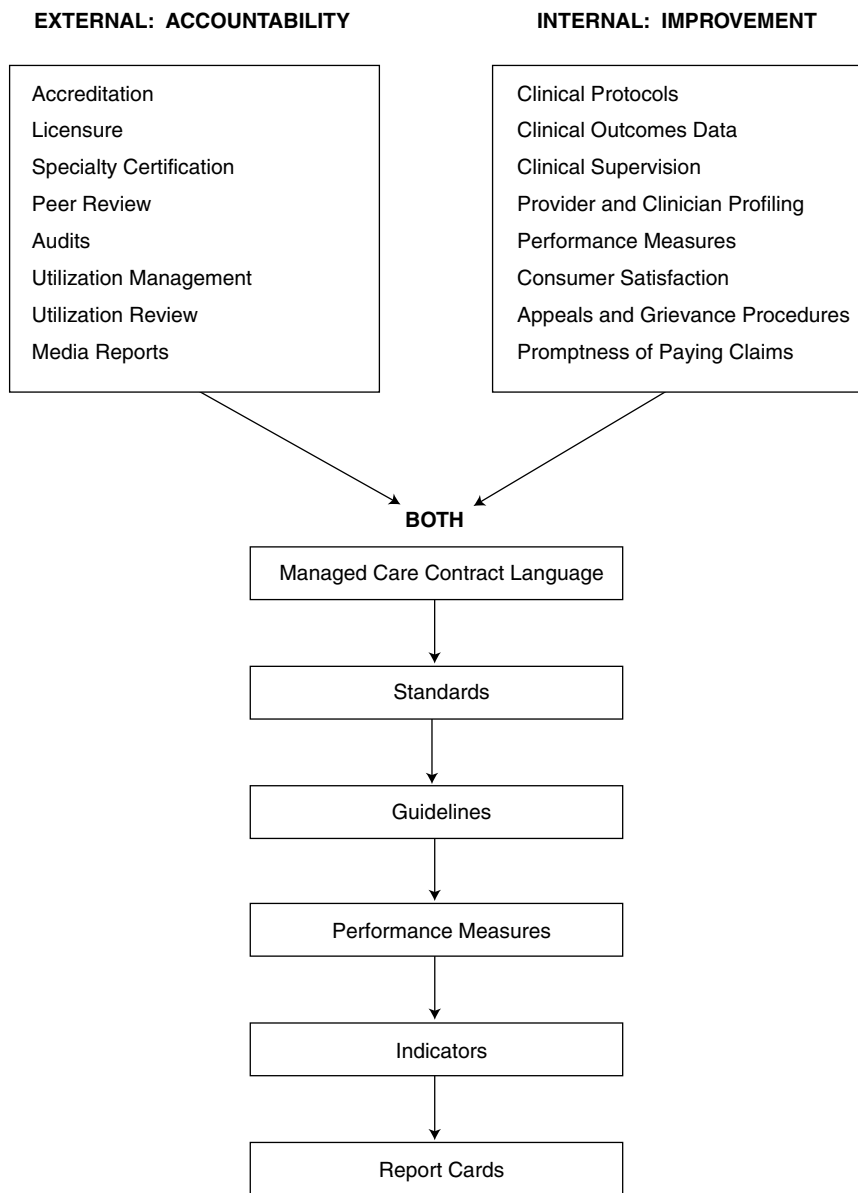 EXTERNAL: ACCOUNTABILITY
Accreditation
Licensure
Specialty Certification
Peer Review
Audits
Utilization Management
Utilization Review
Media Reports
INTERNAL: IMPROVEMENT
Clinical Protocols
Clinical Outcomes Data
Clinical Supervision
Provider and Clinician Profiling
Performance Measures
Consumer Satisfaction
Appeals and Grievance Procedures
Promptness of Paying Claims
BOTH
Managed Care Contract Language
Standards
Guidelines
Performance Measures
Indicators
Report Cards